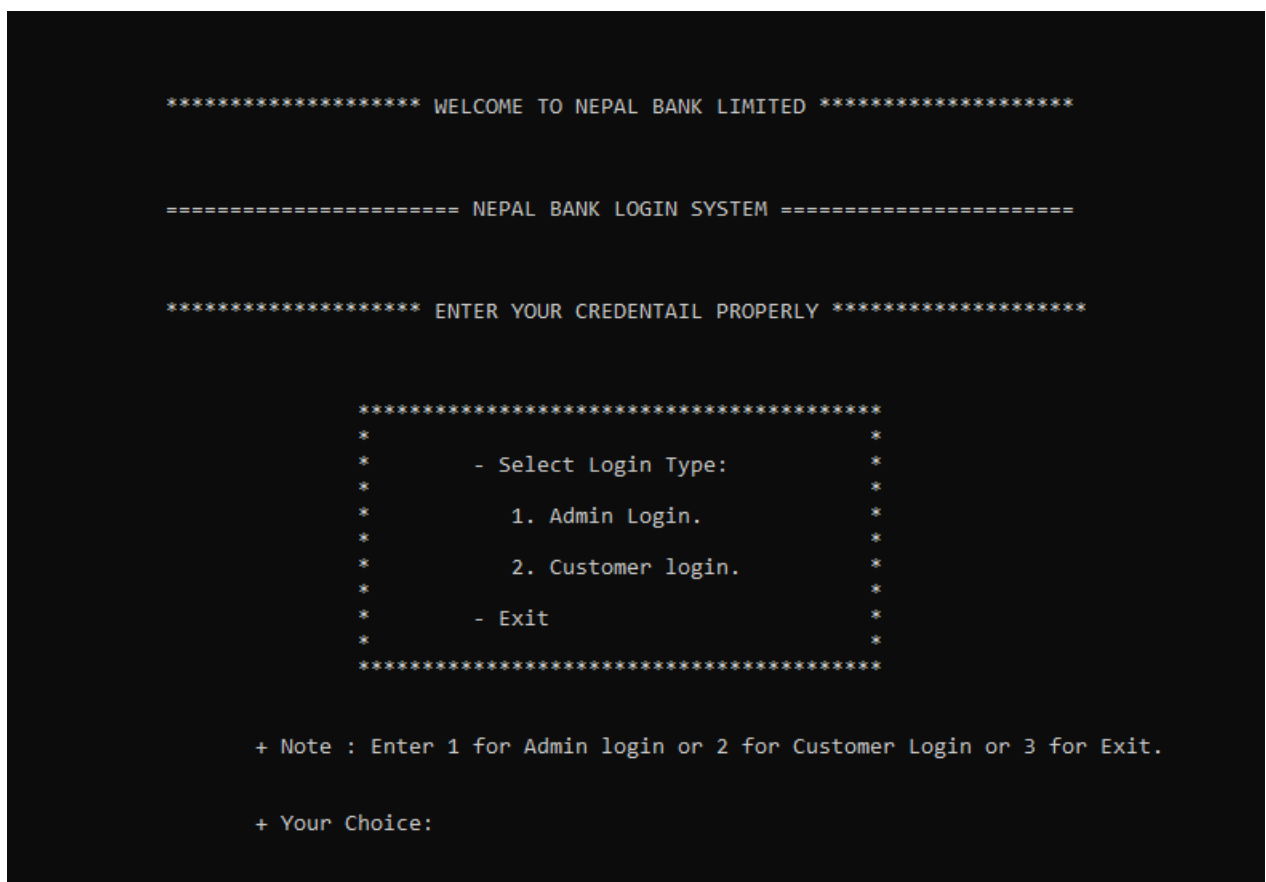 ******************** WELCOME TO NEPAL BANK LIMITED ********************
======================= NEPAL BANK LOGIN SYSTEM =======================
******************** ENTER YOUR CREDENTAIL PROPERLY ********************
*****************************************
* *
* - Select Login Type: *
* *
* 1. Admin Login. *
* *
* 2. Customer login. *
* *
* - Exit *
* *
*****************************************
+ Note : Enter 1 for Admin login or 2 for Customer Login or 3 for Exit.
+ Your Choice: